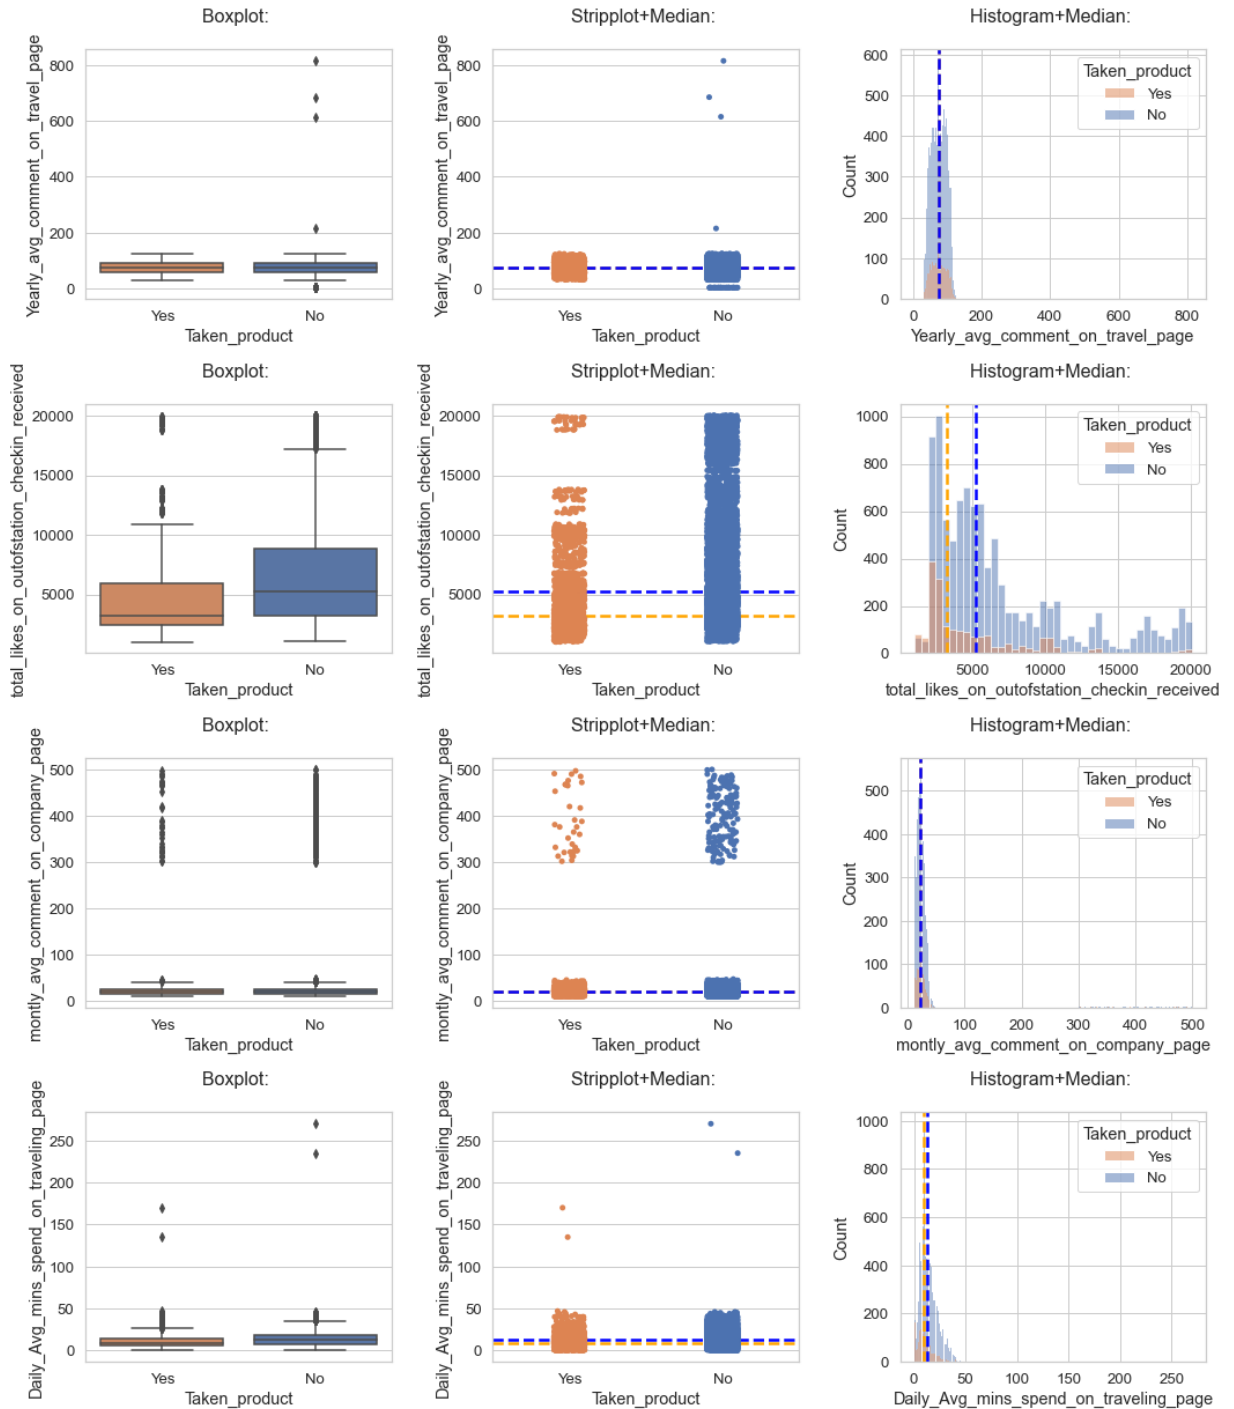 Boxplot:
Stripplot+Median:
Histogram+Median:
Yearly_avg_comment_on_travel_page
800
600
400
200
0
Yes
No
Taken_product
Yearly_avg_comment_on_travel_page
800
600
400
200
0
Yes
No
Taken_product
Count
600
500
400
300
200
100
0
Taken_product
Yes
No
0
200
400
600
800
Yearly_avg_comment_on_travel_page
Boxplot:
Stripplot+Median:
Histogram+Median:
total_likes_on_outofstation_checkin_received
20000
15000
10000
5000
Yes
No
Taken_product
total_likes_on_outofstation_checkin_received
20000
15000
10000
5000
Yes
No
Taken_product
Count
1000
800
600
400
200
0
Taken_product
Yes
No
5000
10000
15000
20000
total_likes_on_outofstation_checkin_received
Boxplot:
Stripplot+Median:
Histogram+Median:
montly_avg_comment_on_company_page
500
400
300
200
100
0
Yes
No
Taken_product
montly_avg_comment_on_company_page
500
400
300
200
100
0
Yes
No
Taken_product
Count
500
400
300
200
100
0
Taken_product
Yes
No
0
100
200
300
400
500
montly_avg_comment_on_company_page
Boxplot:
Stripplot+Median:
Histogram+Median:
Daily_Avg_mins_spend_on_traveling_page
250
200
150
100
50
0
Yes
No
Taken_product
Daily_Avg_mins_spend_on_traveling_page
250
200
150
100
50
0
Yes
No
Taken_product
Count
1000
800
600
400
200
0
Taken_product
Yes
No
0
50
100
150
200
250
Daily_Avg_mins_spend_on_traveling_page